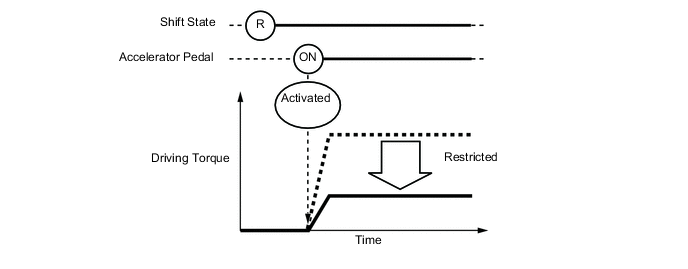 Shift State
R
Accelerator Pedal
ON
Activated
Driving Torque
Restricted
Time